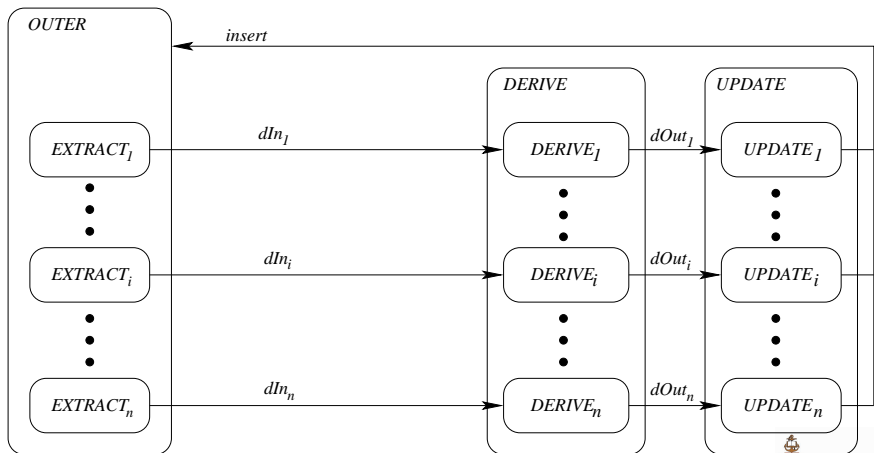 OUTER
insert
DERIVE
UPDATE
EXTRACT₁
dIn₁
DERIVE₁
dOut₁
UPDATE₁
EXTRACTᵢ
dInᵢ
DERIVEᵢ
dOutᵢ
UPDATEᵢ
EXTRACTₙ
dInₙ
DERIVEₙ
dOutₙ
UPDATEₙ